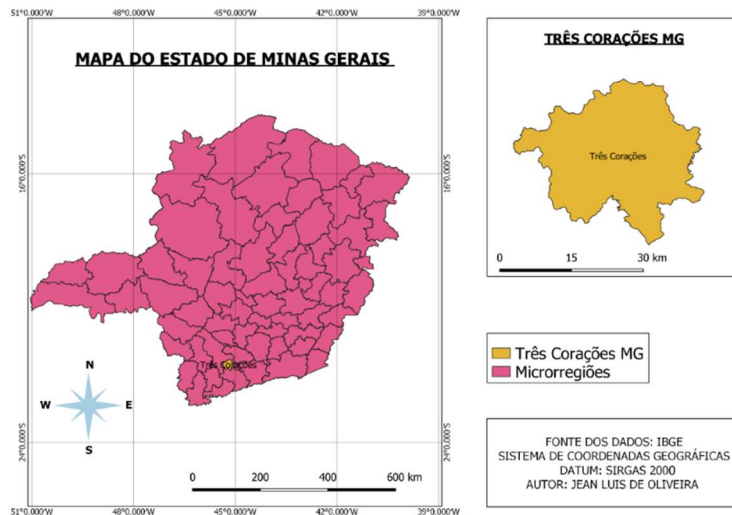 51°0.000'W 48°0.000'W 45°0.000'W 42°0.000'W 39°0.000'W
MAPA DO ESTADO DE MINAS GERAIS
16°0.000'S
16°0.000'S
Três Corações
N
W E
S
24°0.000'S
24°0.000'S
0 200 400 600 km
51°0.000'W 48°0.000'W 45°0.000'W 42°0.000'W 39°0.000'W
TRÊS CORAÇÕES MG
Três Corações
0 15 30 km
Três Corações MG
Microrregiões
FONTE DOS DADOS: IBGE
SISTEMA DE COORDENADAS GEOGRÁFICAS
DATUM: SIRGAS 2000
AUTOR: JEAN LUIS DE OLIVEIRA